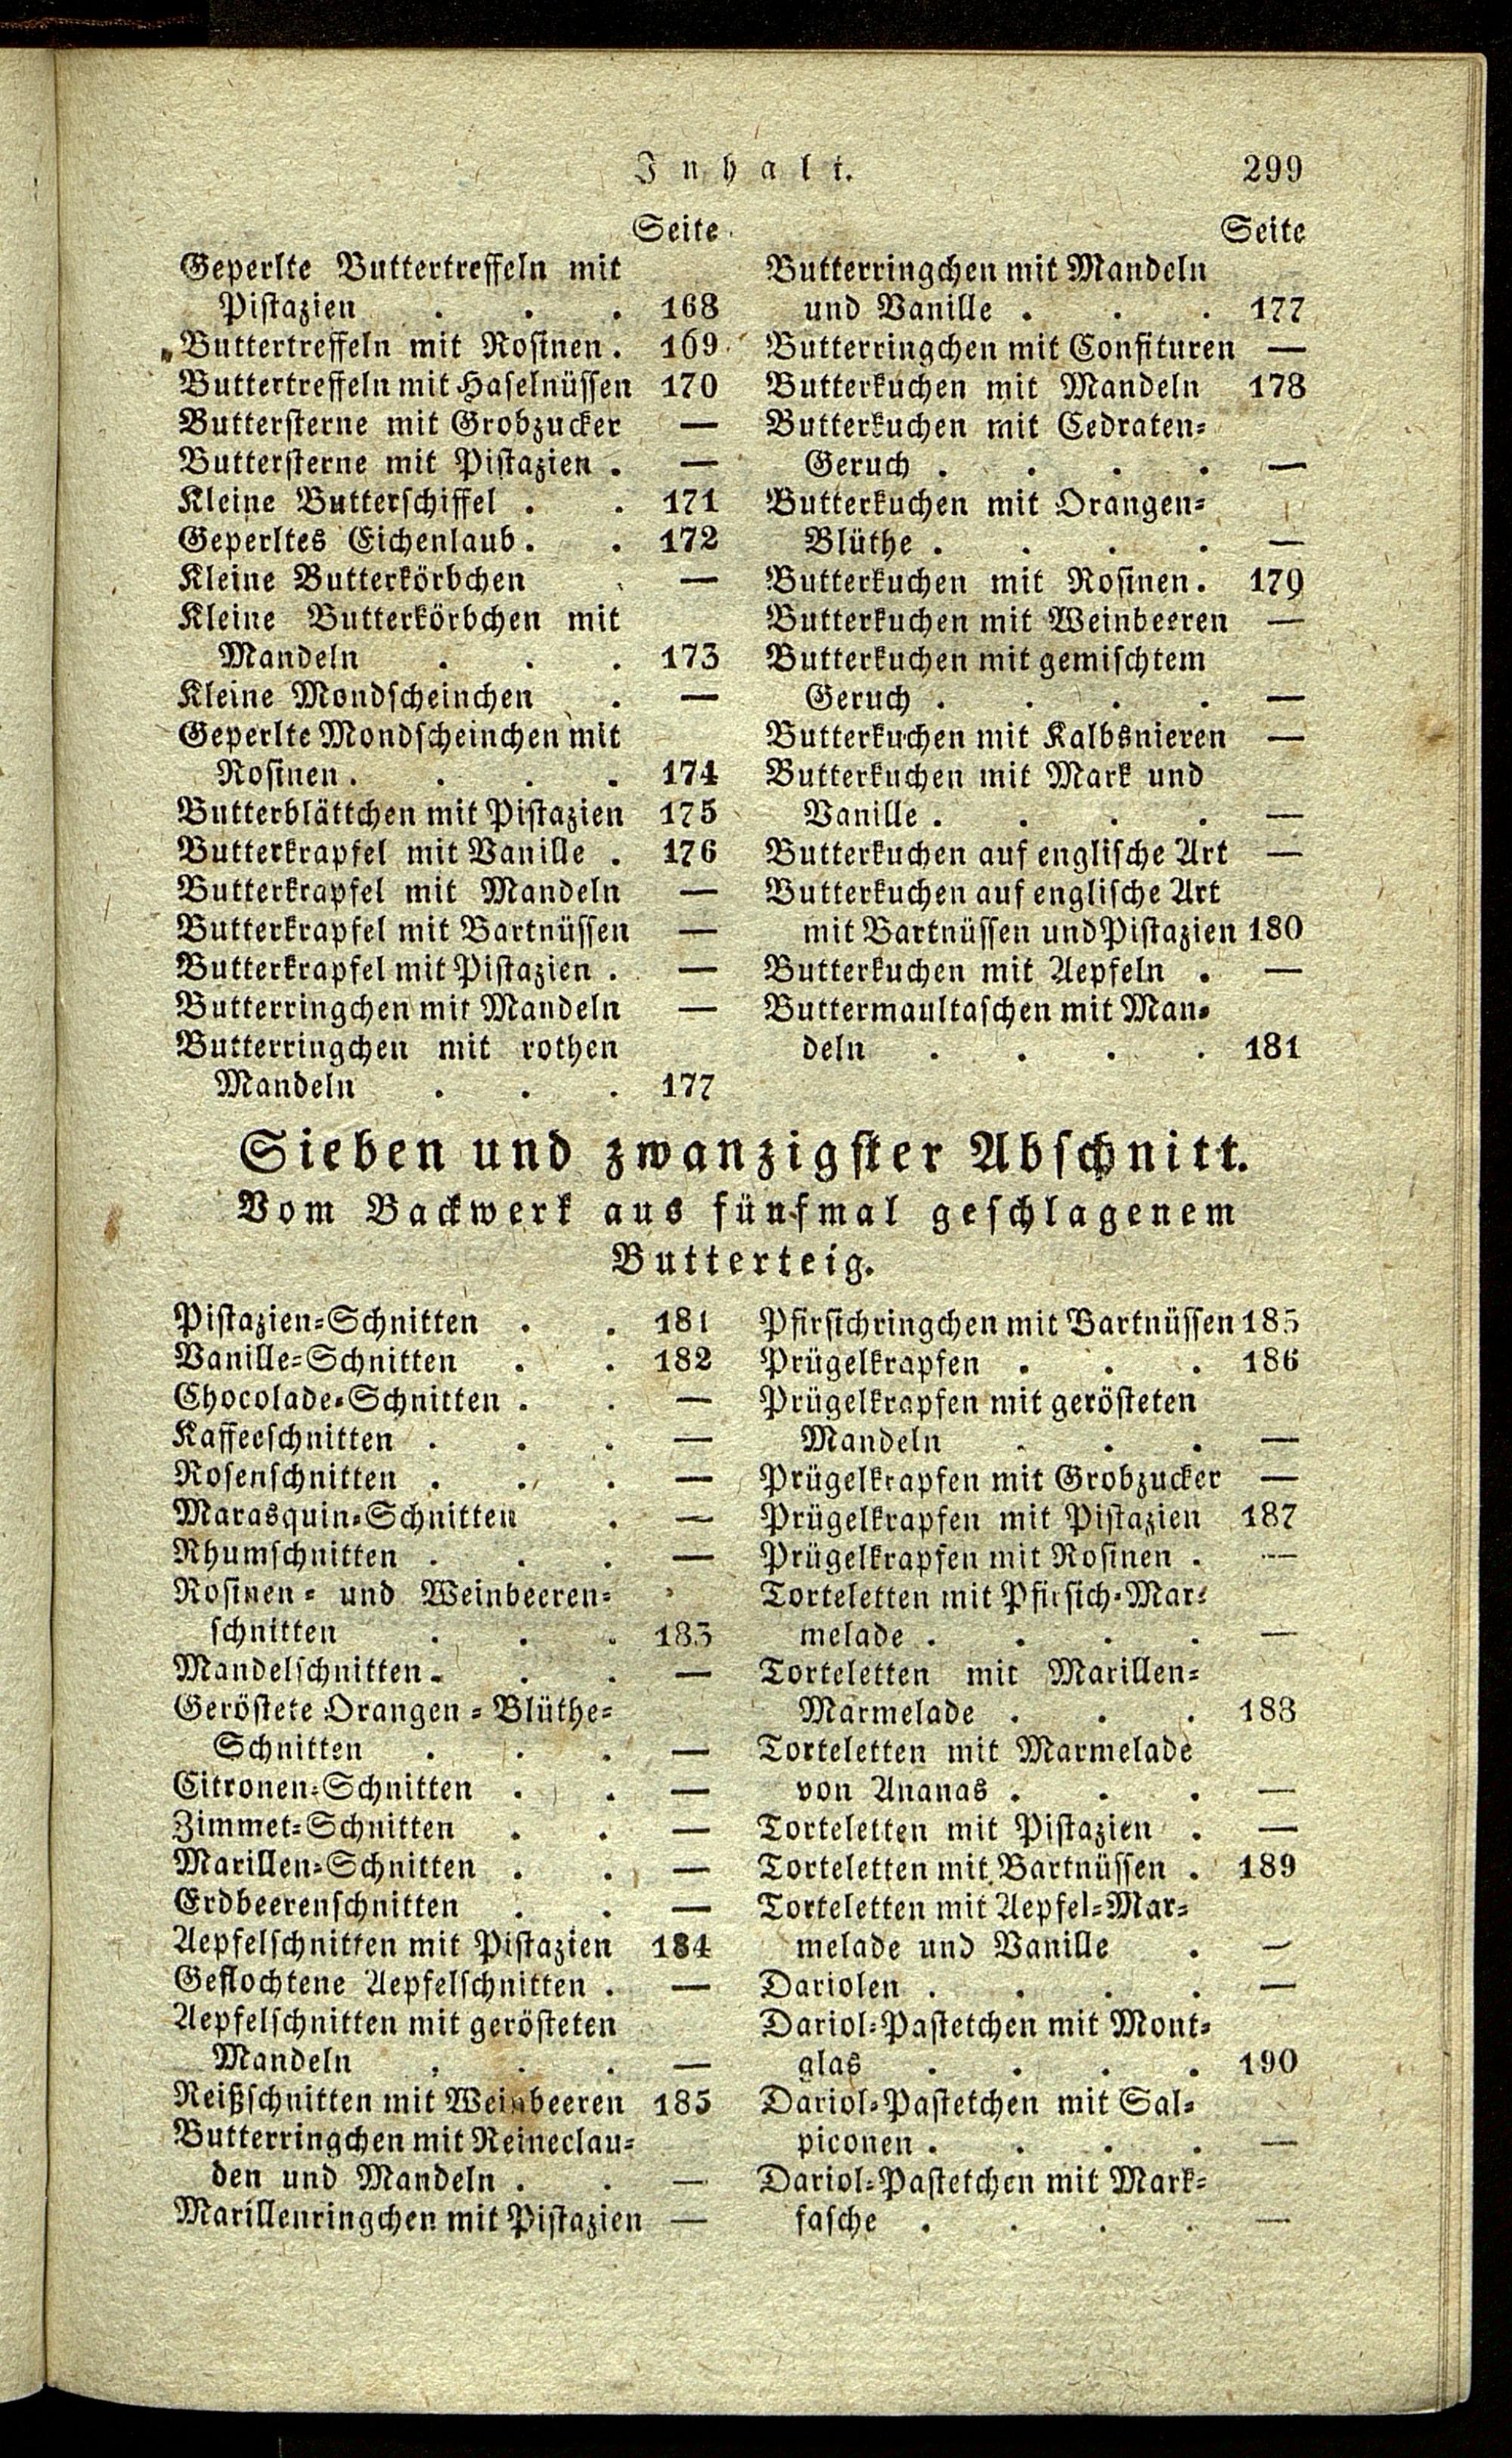 Inhalt. 299
Seite
Geperlte Buttertreffeln mit
Pistazien . . . 168
Buttertreffeln mit Rosinen. 169
Buttertreffeln mit Haselnüssen 170
Buttersterne mit Grobzucker —
Buttersterne mit Pistazien . —
Kleine Butterschiffel . . 171
Geperltes Eichenlaub . . 172
Kleine Butterkörbchen . —
Kleine Butterkörbchen mit
Mandeln . . . 173
Kleine Mondscheinchen . —
Geperlte Mondscheinchen mit
Rosinen . . . . 174
Butterblättchen mit Pistazien 175
Butterkrapfel mit Vanille . 176
Butterkrapfel mit Mandeln —
Butterkrapfel mit Bartnüssen —
Butterkrapfel mit Pistazien . —
Butterringchen mit Mandeln —
Butterringchen mit rothen
Mandeln . . . 177
Seite
Butterringchen mit Mandeln
und Vanille . . . 177
Butterringchen mit Confituren —
Butterkuchen mit Mandeln 178
Butterkuchen mit Cedraten-
Geruch . . . . —
Butterkuchen mit Orangen-
Blüthe . . . . —
Butterkuchen mit Rosinen. 179
Butterkuchen mit Weinbeeren —
Butterkuchen mit gemischtem
Geruch . . . . —
Butterkuchen mit Kalbsnieren —
Butterkuchen mit Mark und
Vanille . . . . —
Butterkuchen auf englische Art —
Butterkuchen auf englische Art
mit Bartnüssen und Pistazien 180
Butterkuchen mit Aepfeln . —
Buttermaultaschen mit Man-
deln . . . . 181
Sieben und zwanzigster Abschnitt.
Vom Backwerk aus fünfmal geschlagenem
Butterteig.
Pistazien-Schnitten . . 181
Vanille-Schnitten . . 182
Chocolade-Schnitten . . —
Kaffeeschnitten . . . —
Rosenschnitten . . . —
Marasquin-Schnitten . —
Rhumschnitten . . . —
Rosinen- und Weinbeeren-
schnitten . . . 183
Mandelschnitten . . . —
Geröstete Orangen-Blüthe-
Schnitten . . . —
Citronen-Schnitten . . —
Zimmet-Schnitten . . —
Marillen-Schnitten . . —
Erdbeerenschnitten . . —
Aepfelschnitten mit Pistazien 184
Geflochtene Aepfelschnitten . —
Aepfelschnitten mit gerösteten
Mandeln . . . —
Reißschnitten mit Weinbeeren 185
Butterringchen mit Reineclau-
den und Mandeln . . —
Marillenringchen mit Pistazien —
Pfirsichringchen mit Bartnüssen 185
Prügelkrapfen . . . 186
Prügelkrapfen mit gerösteten
Mandeln . . . —
Prügelkrapfen mit Grobzucker —
Prügelkrapfen mit Pistazien 187
Prügelkrapfen mit Rosinen . —
Torteletten mit Pfirsich-Mar-
melade . . . . —
Torteletten mit Marillen-
Marmelade . . . 188
Torteletten mit Marmelade
von Ananas . . . —
Torteletten mit Pistazien . —
Torteletten mit Bartnüssen . 189
Torteletten mit Aepfel-Mar-
melade und Vanille . —
Dariolen . . . . —
Dariol-Pastetchen mit Mont-
glas . . . . 190
Dariol-Pastetchen mit Sal-
piconen . . . . —
Dariol-Pastetchen mit Mark-
fasche . . . . —